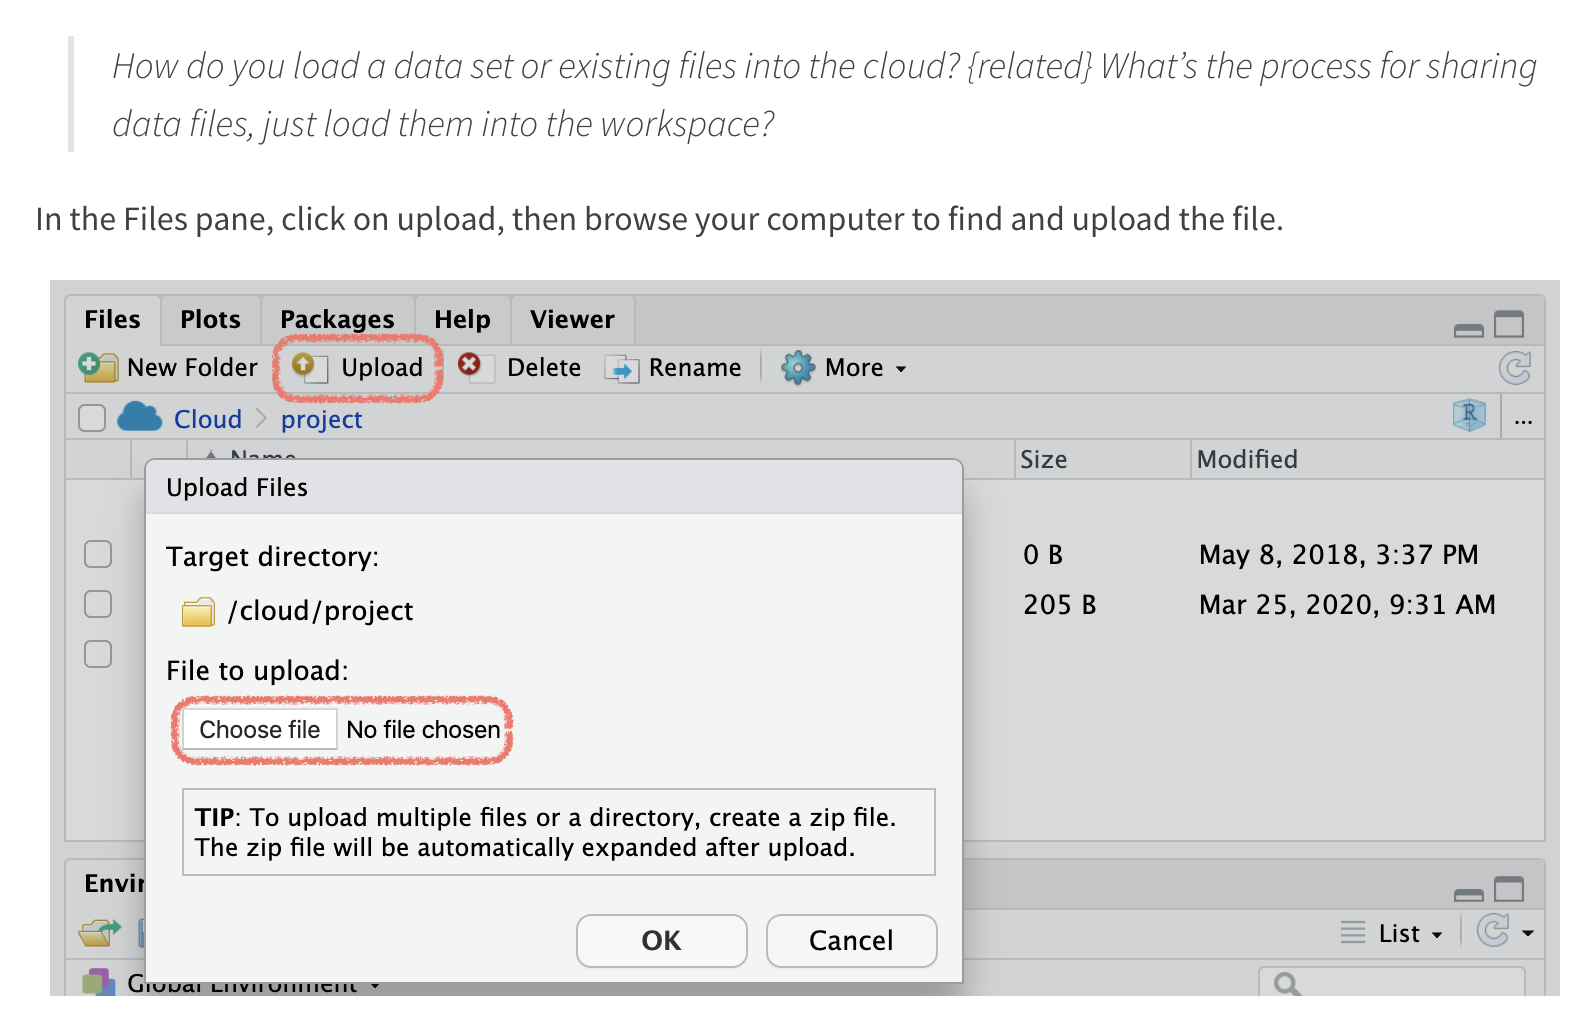 How do you load a data set or existing files into the cloud? {related} What’s the process for sharing
data files, just load them into the workspace?
In the Files pane, click on upload, then browse your computer to find and upload the file.
Files Plots Packages Help Viewer
New Folder Upload Delete Rename More
Cloud project R ...
Name Size Modified
Upload Files
Target directory:
0 B May 8, 2018, 3:37 PM
/cloud/project
205 B Mar 25, 2020, 9:31 AM
File to upload:
Choose file No file chosen
TIP: To upload multiple files or a directory, create a zip file.
The zip file will be automatically expanded after upload.
OK Cancel
List
Global Environment